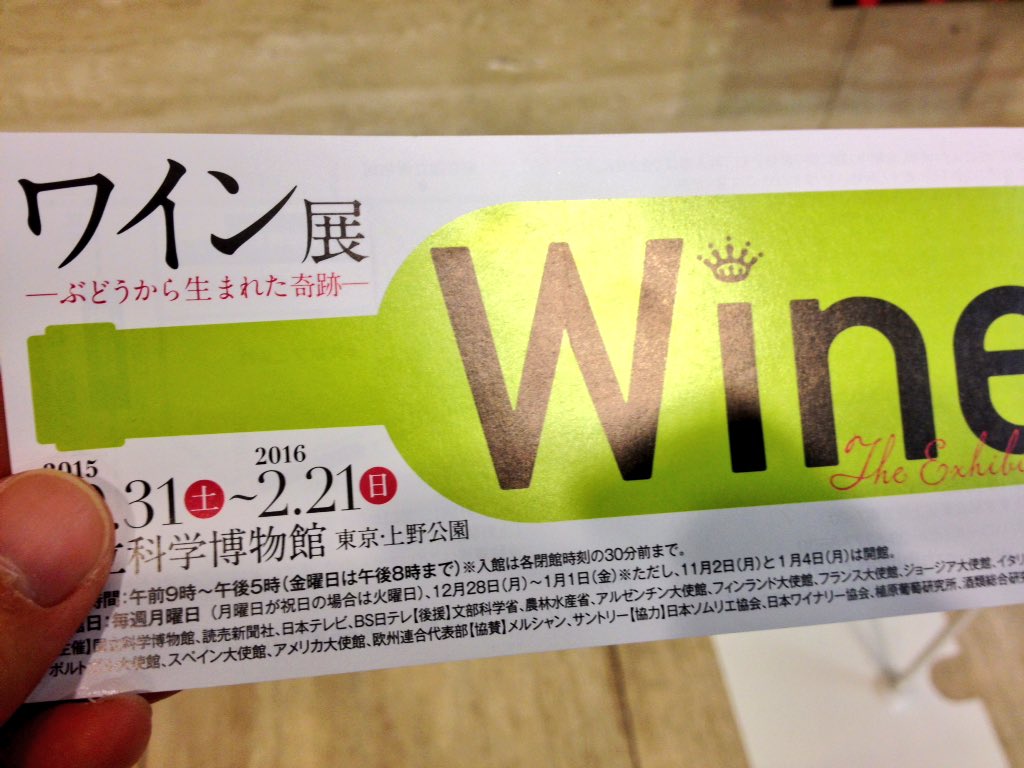 ワイン展
―ぶどうから生まれた奇跡―
Wine
The Exhib
2015 2016
.31土~2.21日
科学博物館 東京・上野公園
時間:午前9時~午後5時(金曜日は午後8時まで)※入館は各閉館時刻の30分前まで。
日:毎週月曜日(月曜日が祝日の場合は火曜日)、12月28日(月)~1月1日(金)※ただし、11月2日(月)と1月4日(月)は開館。
主催】国立科学博物館、読売新聞社、日本テレビ、BS日テレ【後援】文部科学省、農林水産省、アルゼンチン大使館、フィンランド大使館、フランス大使館、ジョージア大使館、イタリ
ポルトガル大使館、スペイン大使館、アメリカ大使館、欧州連合代表部【協賛】メルシャン、サントリー【協力】日本ソムリエ協会、日本ワイナリー協会、植原葡萄研究所、酒類総合研究